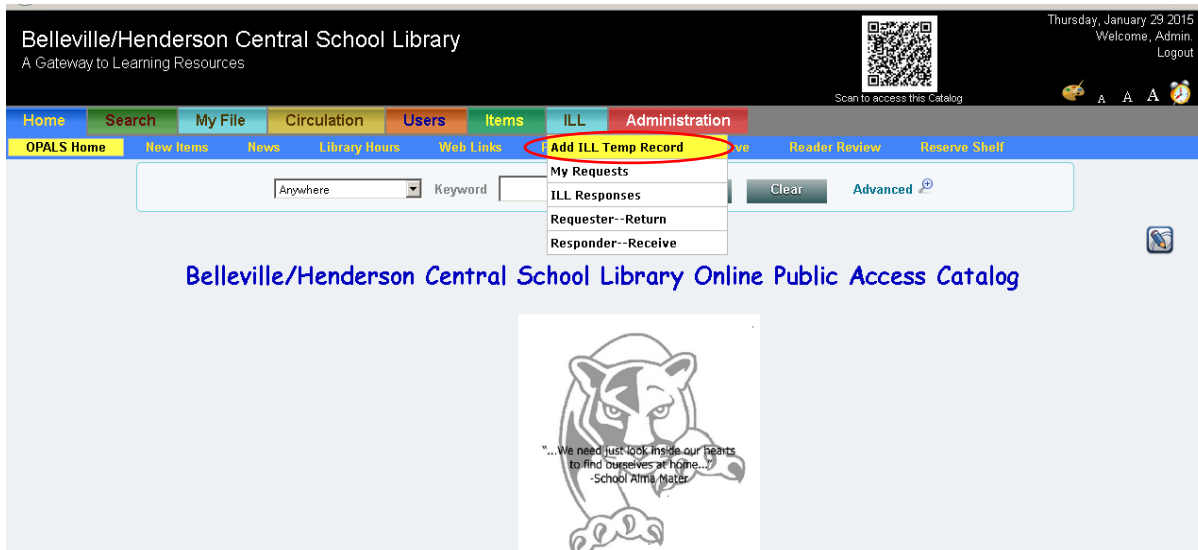 Thursday, January 29 2015
Belleville/Henderson Central School Library
Welcome, Admin.
A Gateway to Learning Resources
Logout
Scan to access this Catalog
A A A
Home Search My File Circulation Users Items ILL Administration
OPALS Home New Items News Library Hours Web Links Add ILL Temp Record Reader Review Reserve Shelf
My Requests
Anywhere Keyword Clear Advanced
ILL Responses
Requester--Return
Responder--Receive
Belleville/Henderson Central School Library Online Public Access Catalog
"...We need just look inside our hearts
to find ourselves at home..."
-School Alma Mater